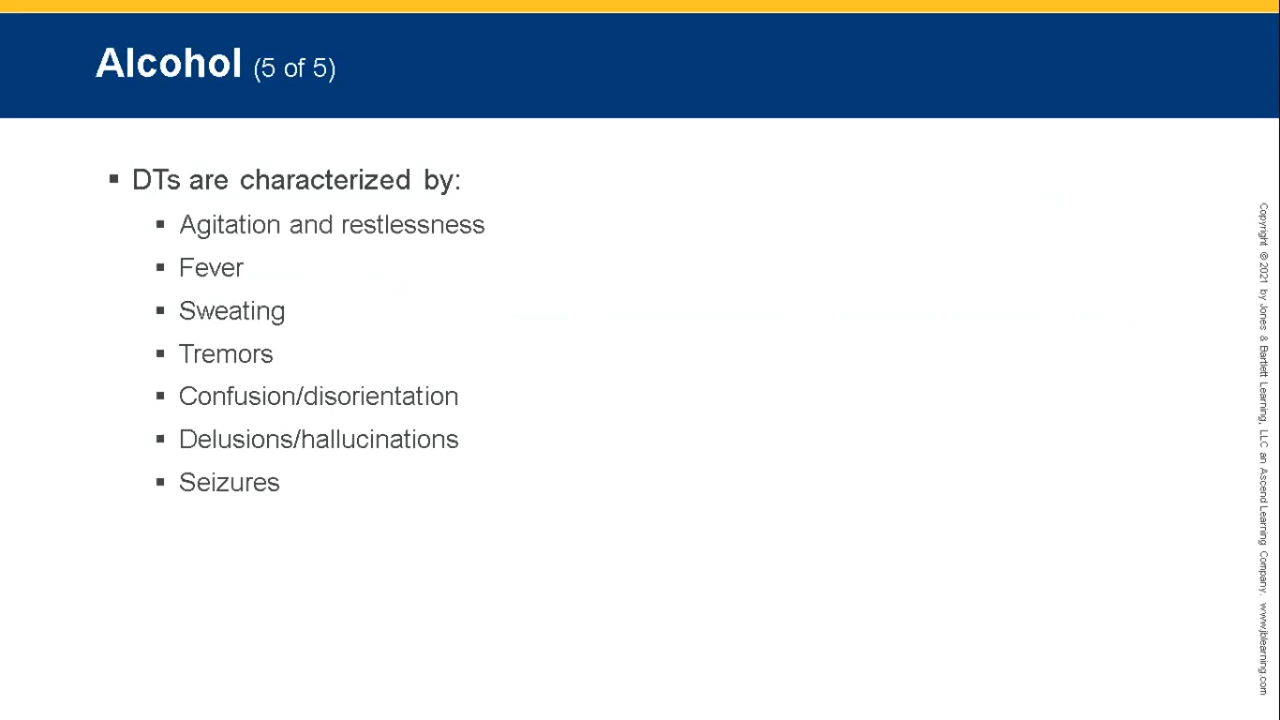 Alcohol (5 of 5)
▪ DTs are characterized by:
▪ Agitation and restlessness
▪ Fever
▪ Sweating
▪ Tremors
▪ Confusion/disorientation
▪ Delusions/hallucinations
▪ Seizures
Copyright © 2021 by Jones & Bartlett Learning, LLC an Ascend Learning Company. www.jblearning.com